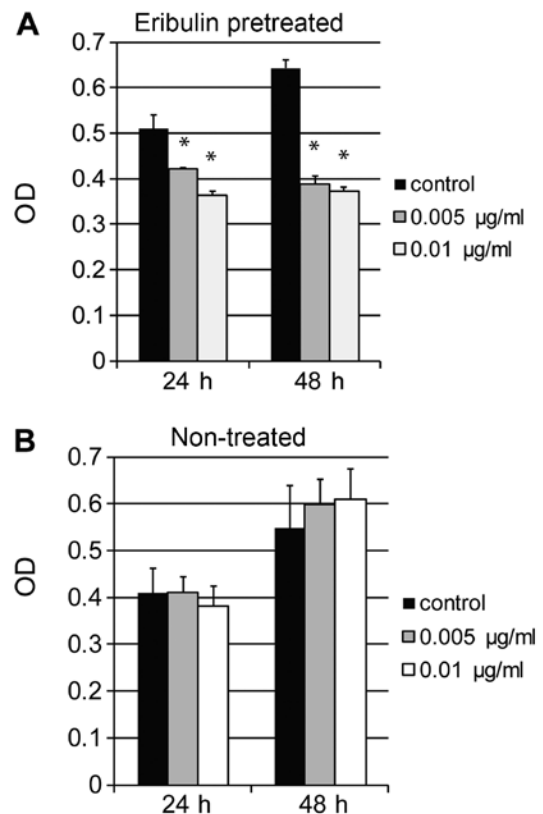 A
Eribulin pretreated
0.7
0.6
0.5
0.4
0.3
0.2
0.1
0
OD
* * * *
24 h 48 h
control
0.005 µg/ml
0.01 µg/ml
B
Non-treated
0.7
0.6
0.5
0.4
0.3
0.2
0.1
0
OD
24 h 48 h
control
0.005 µg/ml
0.01 µg/ml